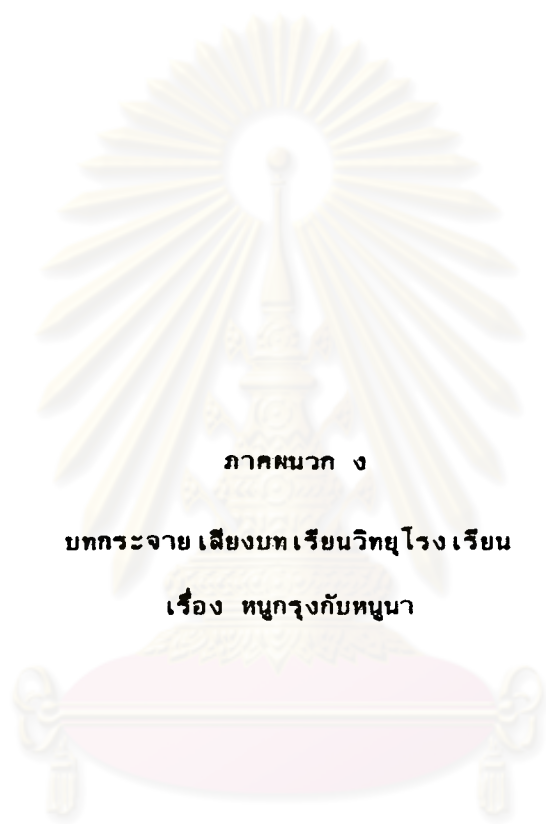 ภาคผนวก ง
บทกระจายเสียงบทเรียนวิทยุโรงเรียน
เรื่อง หนูกรุงกับหนูนา